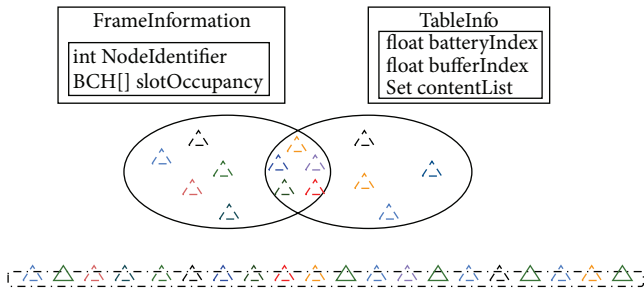 FrameInformation
int NodeIdentifier
BCH[] slotOccupancy
TableInfo
float batteryIndex
float bufferIndex
Set contentList
i